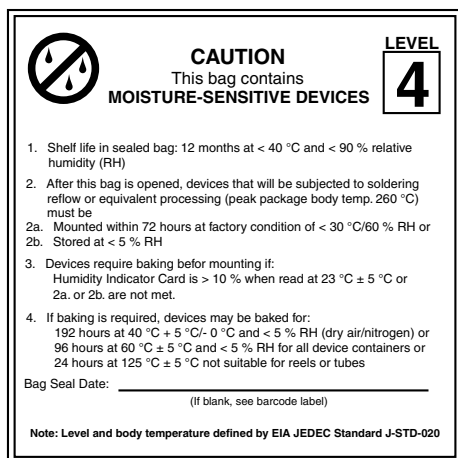 LEVEL
CAUTION
4
This bag contains
MOISTURE-SENSITIVE DEVICES
1. Shelf life in sealed bag: 12 months at < 40 °C and < 90 % relative
humidity (RH)
2. After this bag is opened, devices that will be subjected to soldering
reflow or equivalent processing (peak package body temp. 260 °C)
must be
2a. Mounted within 72 hours at factory condition of < 30 °C/60 % RH or
2b. Stored at < 5 % RH
3. Devices require baking befor mounting if:
Humidity Indicator Card is > 10 % when read at 23 °C ± 5 °C or
2a. or 2b. are not met.
4. If baking is required, devices may be baked for:
192 hours at 40 °C + 5 °C/- 0 °C and < 5 % RH (dry air/nitrogen) or
96 hours at 60 °C ± 5 °C and < 5 % RH for all device containers or
24 hours at 125 °C ± 5 °C not suitable for reels or tubes
Bag Seal Date:
(If blank, see barcode label)
Note: Level and body temperature defined by EIA JEDEC Standard J-STD-020